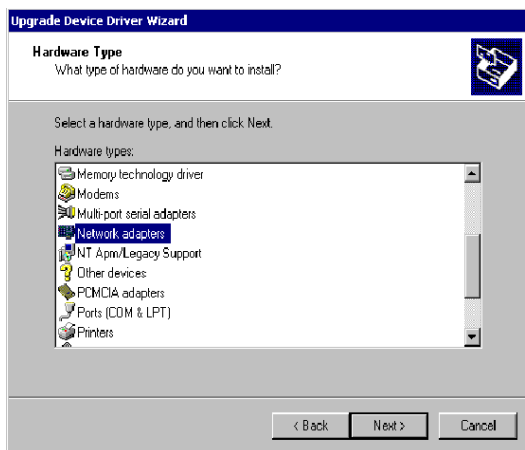 Upgrade Device Driver Wizard
Hardware Type
What type of hardware do you want to install?
Select a hardware type, and then click Next.
Hardware types:
Memory technology driver
Modems
Multi-port serial adapters
Network adapters
NT Apm/Legacy Support
Other devices
PCMCIA adapters
Ports (COM & LPT)
Printers
< Back
Next >
Cancel